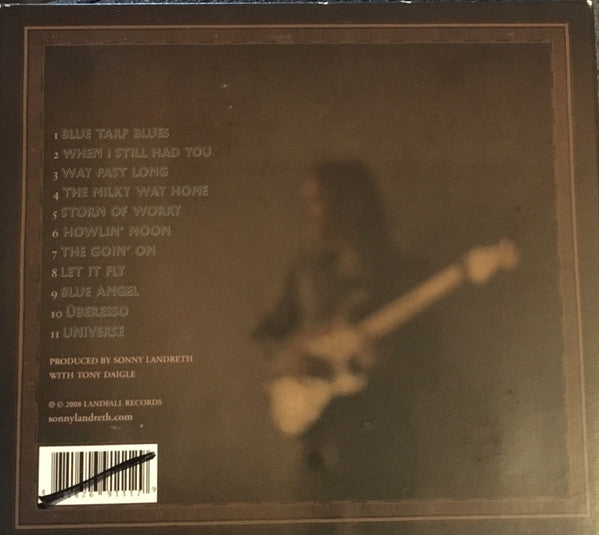 1 BLUE TARP BLUES
2 WHEN I STILL HAD YOU
3 WAY PAST LONG
4 THE MILKY WAY HOME
5 STORM OF WORRY
6 HOWLIN' MOON
7 THE GOIN' ON
8 LET IT FLY
9 BLUE ANGEL
10 ÜBERESSO
11 UNIVERSE
PRODUCED BY SONNY LANDRETH
WITH TONY DAIGLE
℗ © 2008 LANDFALL RECORDS
sonnylandreth.com